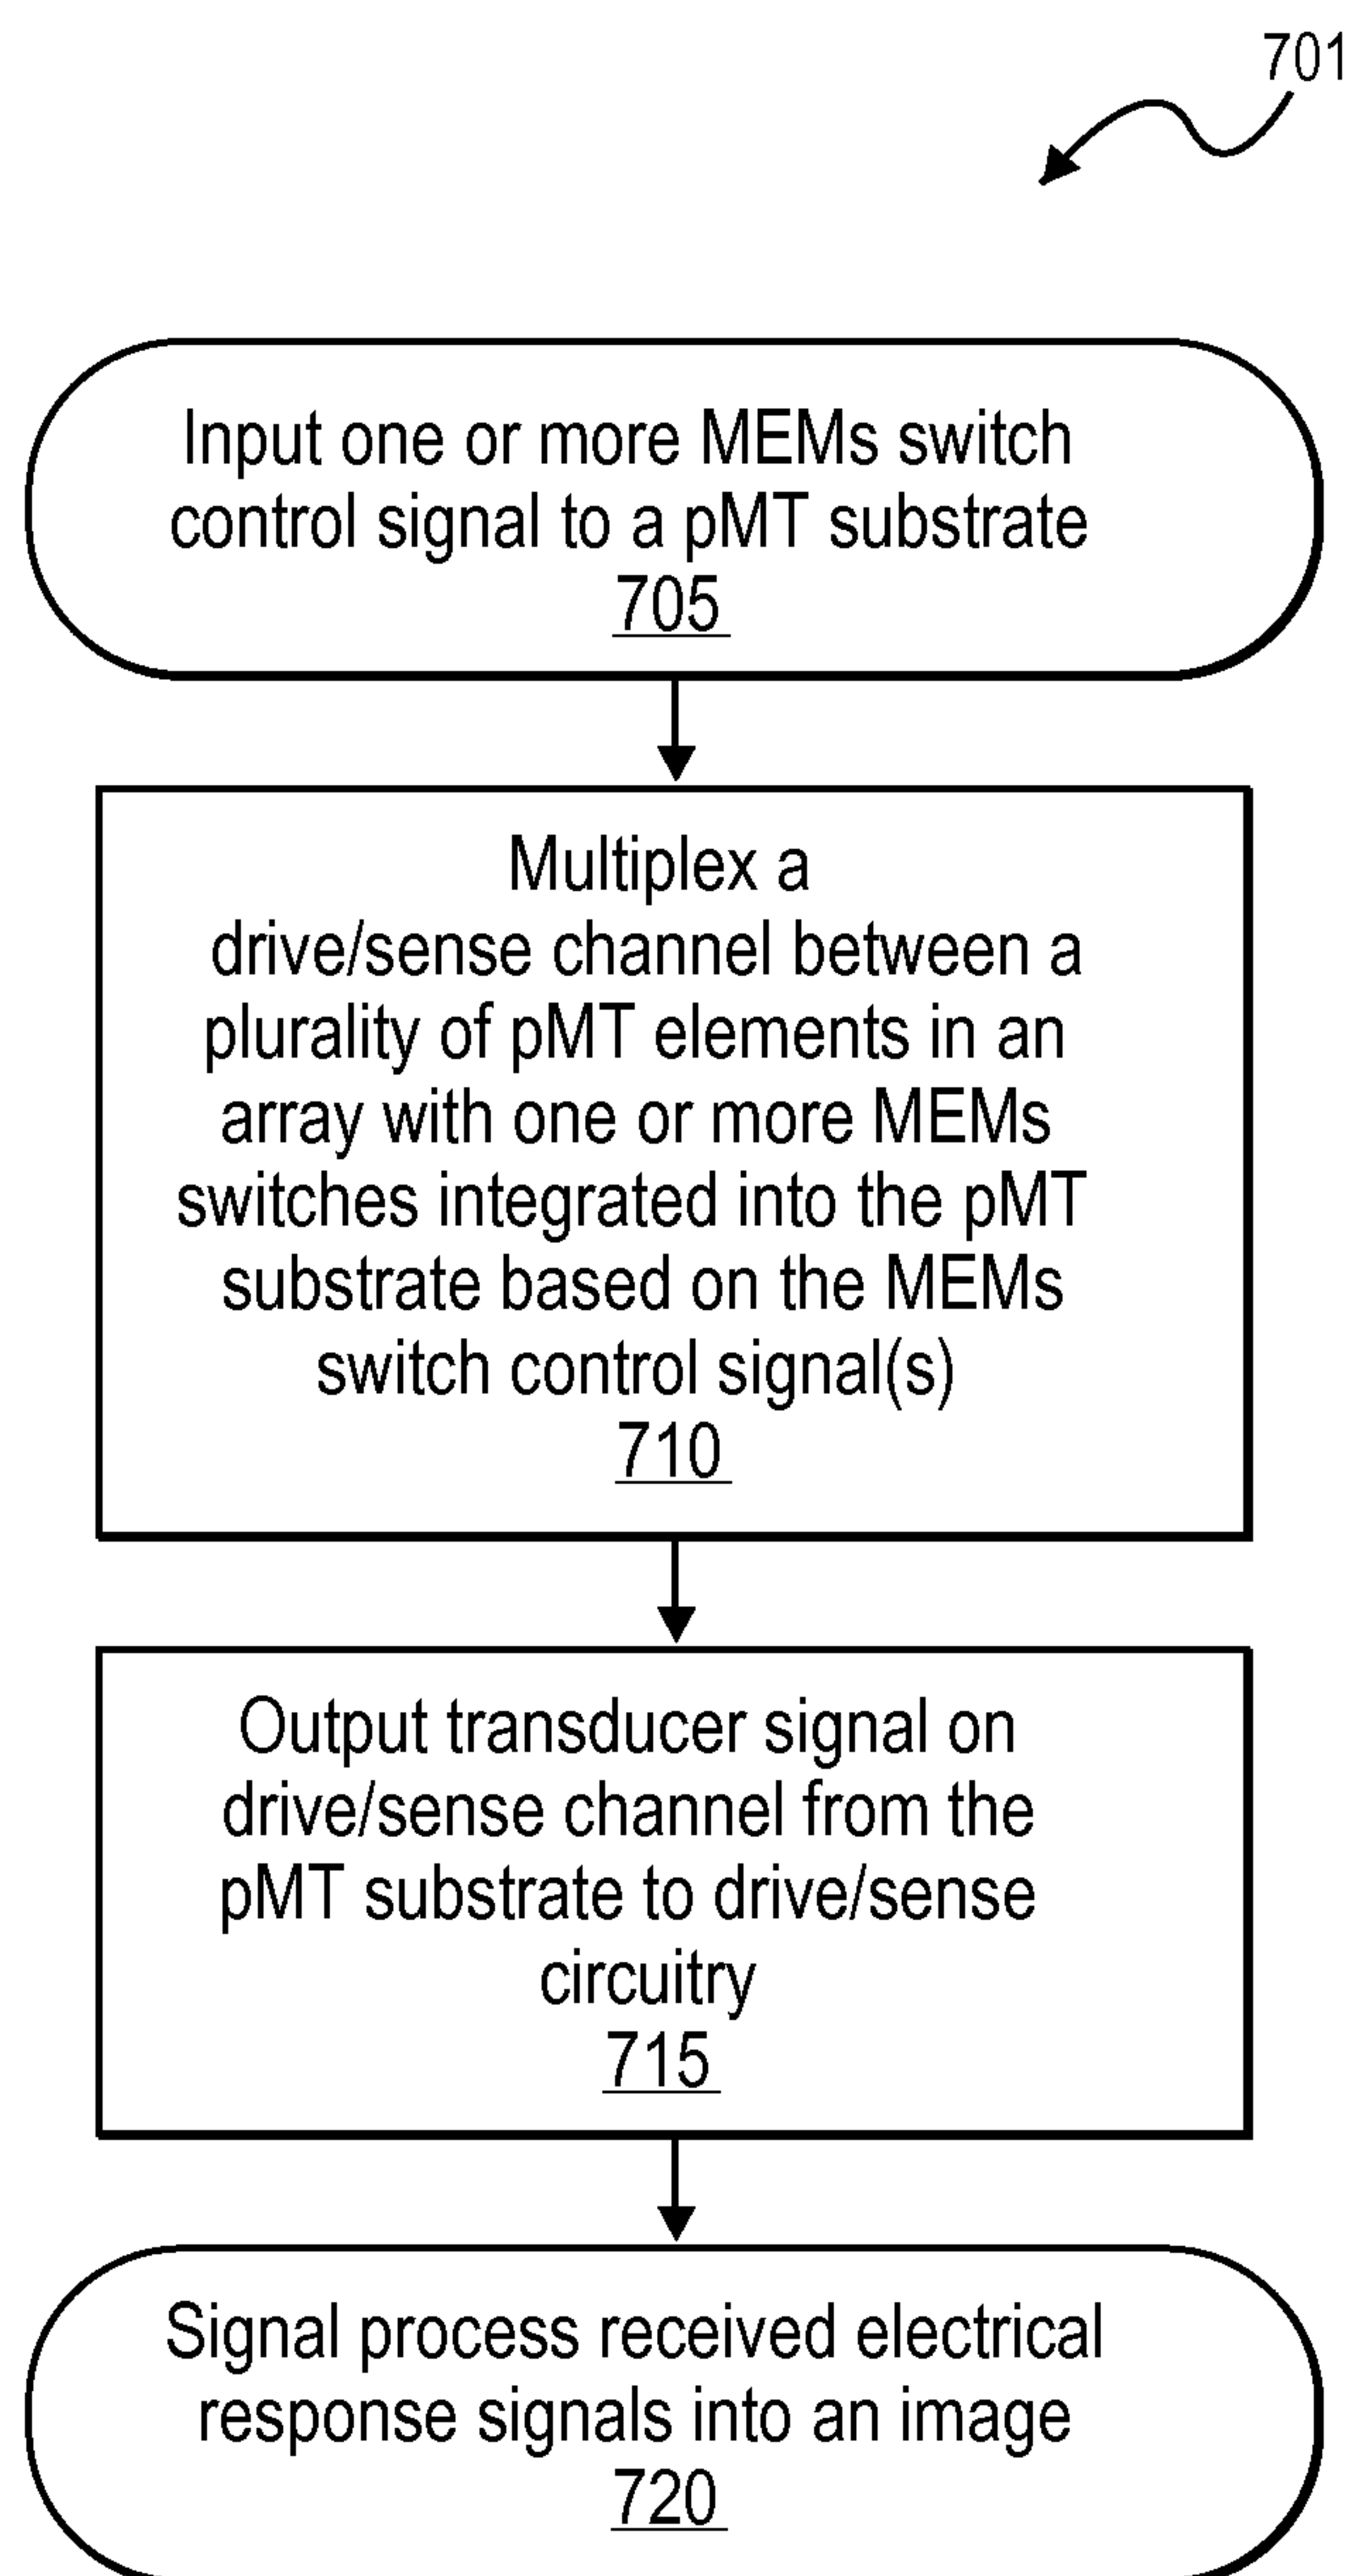 701
Input one or more MEMs switch
control signal to a pMT substrate
705
Multiplex a
drive/sense channel between a
plurality of pMT elements in an
array with one or more MEMs
switches integrated into the pMT
substrate based on the MEMs
switch control signal(s)
710
Output transducer signal on
drive/sense channel from the
pMT substrate to drive/sense
circuitry
715
Signal process received electrical
response signals into an image
720